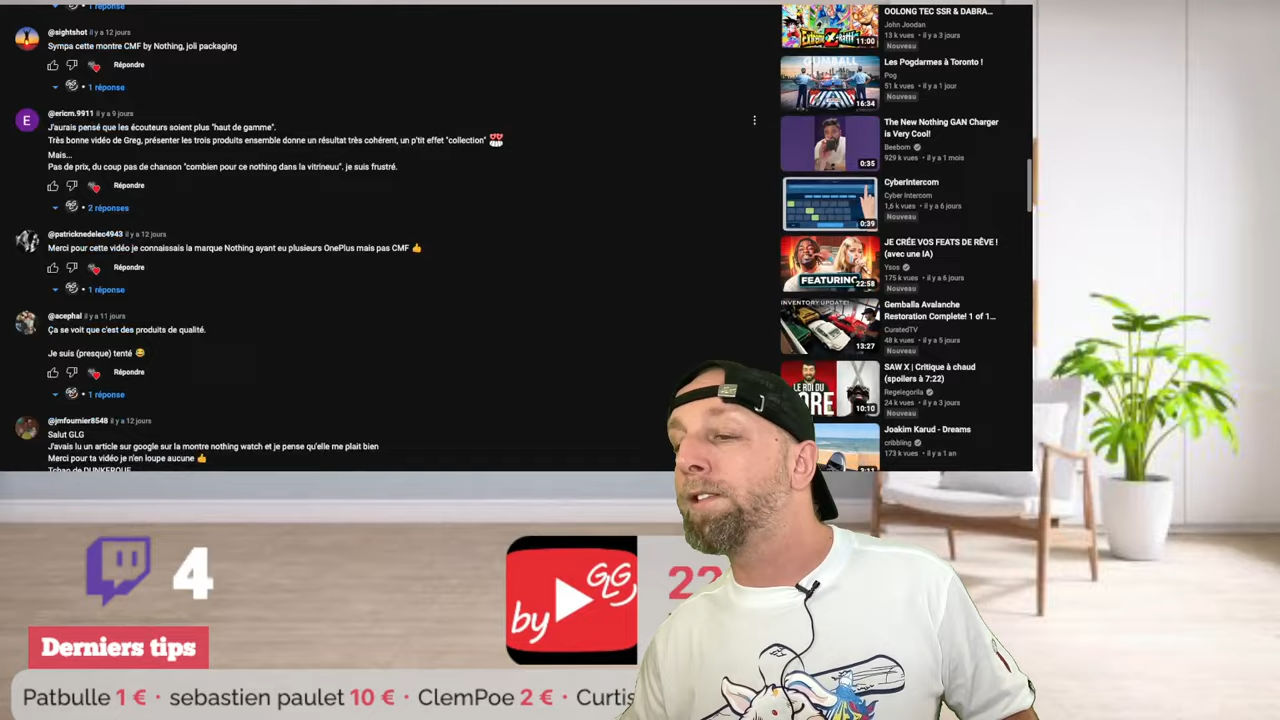 1 réponse
@sightshot il y a 12 jours
Sympa cette montre CMF by Nothing, joli packaging
Répondre
1 réponse
E
@ericm.9911 il y a 9 jours
J'aurais pensé que les écouteurs soient plus "haut de gamme".
Très bonne vidéo de Greg, présenter les trois produits ensemble donne un résultat très cohérent, un p'tit effet "collection"
Mais...
Pas de prix, du coup pas de chanson "combien pour ce nothing dans la vitrineuu". je suis frustré.
Répondre
2 réponses
@patricknedelec4943 il y a 12 jours
Merci pour cette vidéo je connaissais la marque Nothing ayant eu plusieurs OnePlus mais pas CMF 👍
Répondre
1 réponse
@acephal il y a 11 jours
Ça se voit que c'est des produits de qualité.
Je suis (presque) tenté 😂
Répondre
1 réponse
@jmfournier8548 il y a 12 jours
Salut GLG
J'avais lu un article sur google sur la montre nothing watch et je pense qu'elle me plait bien
Merci pour ta vidéo je n'en loupe aucune 👍
Tchao de DUNKERQUE
OOLONG TEC SSR & DABRA...
John Joodan
13 k vues • il y a 3 jours
Nouveau
11:00
Les Pogdarmes à Toronto !
Pog
51 k vues • il y a 1 jour
Nouveau
GUMBALL
16:34
The New Nothing GAN Charger
is Very Cool!
Beebom
929 k vues • il y a 1 mois
0:35
CyberIntercom
Cyber Intercom
1,6 k vues • il y a 6 jours
Nouveau
0:39
JE CRÉE VOS FEATS DE RÊVE !
(avec une IA)
Ysos
175 k vues • il y a 6 jours
Nouveau
FEATURING
22:58
Gemballa Avalanche
Restoration Complete! 1 of 1...
CuratedTV
48 k vues • il y a 5 jours
Nouveau
INVENTORY UPDATE!
13:27
SAW X | Critique à chaud
(spoilers à 7:22)
Regelegorila
24 k vues • il y a 3 jours
Nouveau
LE ROI DU
10:10
Joakim Karud - Dreams
cribbling
173 k vues • il y a 1 an
3:11
4
by GLG
22
Derniers tips
Patbulle 1 € • sebastien paulet 10 € • ClemPoe 2 € • Curtis